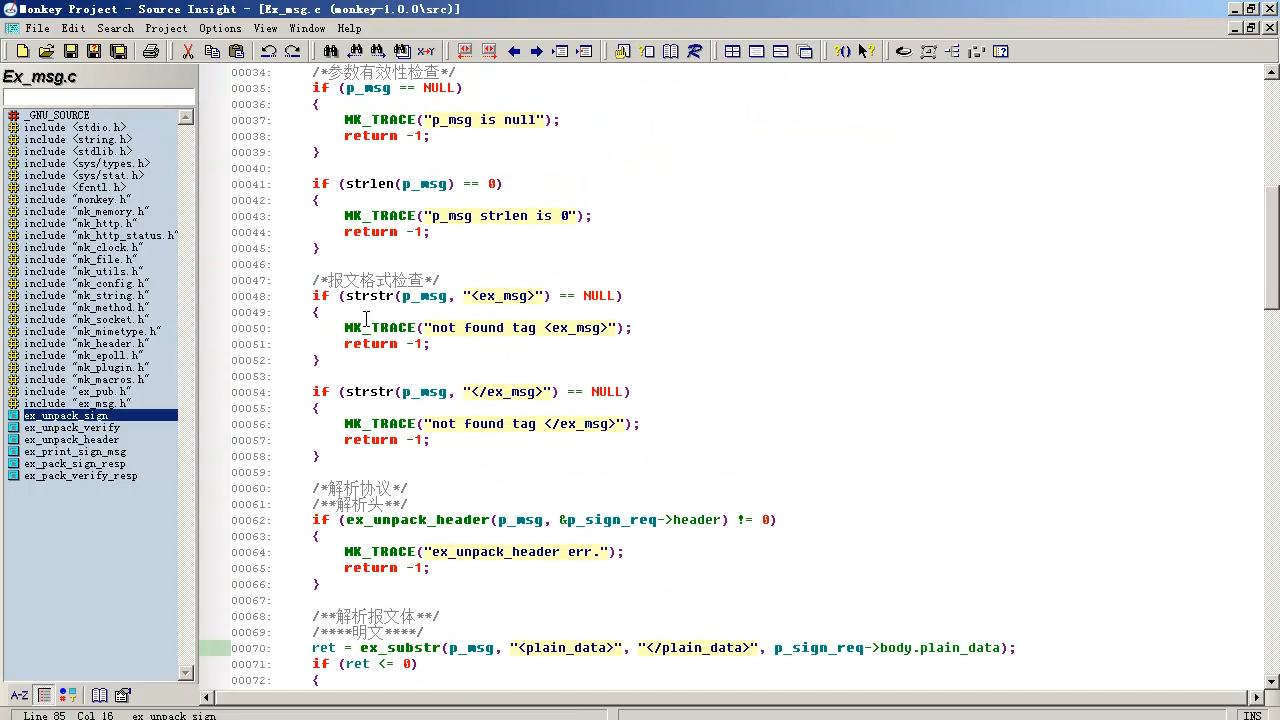 Monkey Project - Source Insight - [Ex_msg.c (monkey-1.0.0\src)]
File Edit Search Project Options View Window Help
Ex_msg.c
_GNU_SOURCE
include <stdio.h>
include <string.h>
include <stdlib.h>
include <sys/types.h>
include <sys/stat.h>
include <fcntl.h>
include "monkey.h"
include "mk_memory.h"
include "mk_http.h"
include "mk_http_status.h"
include "mk_clock.h"
include "mk_file.h"
include "mk_utils.h"
include "mk_config.h"
include "mk_string.h"
include "mk_method.h"
include "mk_socket.h"
include "mk_mimetype.h"
include "mk_header.h"
include "mk_epoll.h"
include "mk_plugin.h"
include "mk_macros.h"
include "ex_pub.h"
include "ex_msg.h"
ex_unpack_sign
ex_unpack_verify
ex_unpack_header
ex_print_sign_msg
ex_pack_sign_resp
ex_pack_verify_resp
00034: /*参数有效性检查*/
00035: if (p_msg == NULL)
00036: {
00037: MK_TRACE("p_msg is null");
00038: return -1;
00039: }
00040:
00041: if (strlen(p_msg) == 0)
00042: {
00043: MK_TRACE("p_msg strlen is 0");
00044: return -1;
00045: }
00046:
00047: /*报文格式检查*/
00048: if (strstr(p_msg, "<ex_msg>") == NULL)
00049: {
00050: MK_TRACE("not found tag <ex_msg>");
00051: return -1;
00052: }
00053:
00054: if (strstr(p_msg, "</ex_msg>") == NULL)
00055: {
00056: MK_TRACE("not found tag </ex_msg>");
00057: return -1;
00058: }
00059:
00060: /*解析协议*/
00061: /**解析头**/
00062: if (ex_unpack_header(p_msg, &p_sign_req->header) != 0)
00063: {
00064: MK_TRACE("ex_unpack_header err.");
00065: return -1;
00066: }
00067:
00068: /**解析报文体**/
00069: /****明文****/
00070: ret = ex_substr(p_msg, "<plain_data>", "</plain_data>", p_sign_req->body.plain_data);
00071: if (ret <= 0)
00072: {
A-Z
Line 85 Col 16 ex_unpack_sign
INS